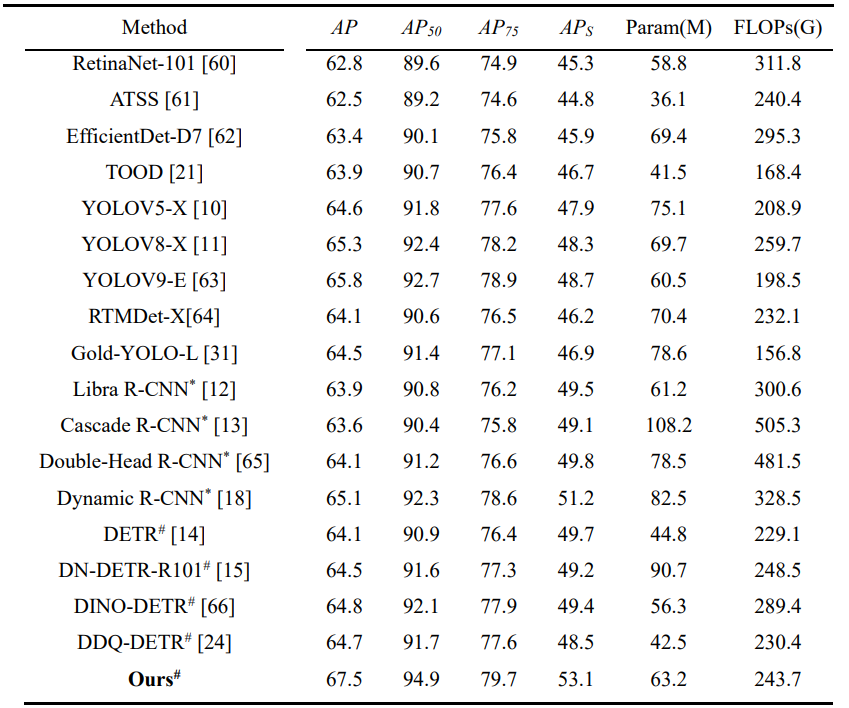 Method AP AP50 AP75 APS Param(M) FLOPs(G)
RetinaNet-101 [60] 62.8 89.6 74.9 45.3 58.8 311.8
ATSS [61] 62.5 89.2 74.6 44.8 36.1 240.4
EfficientDet-D7 [62] 63.4 90.1 75.8 45.9 69.4 295.3
TOOD [21] 63.9 90.7 76.4 46.7 41.5 168.4
YOLOV5-X [10] 64.6 91.8 77.6 47.9 75.1 208.9
YOLOV8-X [11] 65.3 92.4 78.2 48.3 69.7 259.7
YOLOV9-E [63] 65.8 92.7 78.9 48.7 60.5 198.5
RTMDet-X[64] 64.1 90.6 76.5 46.2 70.4 232.1
Gold-YOLO-L [31] 64.5 91.4 77.1 46.9 78.6 156.8
Libra R-CNN* [12] 63.9 90.8 76.2 49.5 61.2 300.6
Cascade R-CNN* [13] 63.6 90.4 75.8 49.1 108.2 505.3
Double-Head R-CNN* [65] 64.1 91.2 76.6 49.8 78.5 481.5
Dynamic R-CNN* [18] 65.1 92.3 78.6 51.2 82.5 328.5
DETR# [14] 64.1 90.9 76.4 49.7 44.8 229.1
DN-DETR-R101# [15] 64.5 91.6 77.3 49.2 90.7 248.5
DINO-DETR# [66] 64.8 92.1 77.9 49.4 56.3 289.4
DDQ-DETR# [24] 64.7 91.7 77.6 48.5 42.5 230.4
Ours# 67.5 94.9 79.7 53.1 63.2 243.7